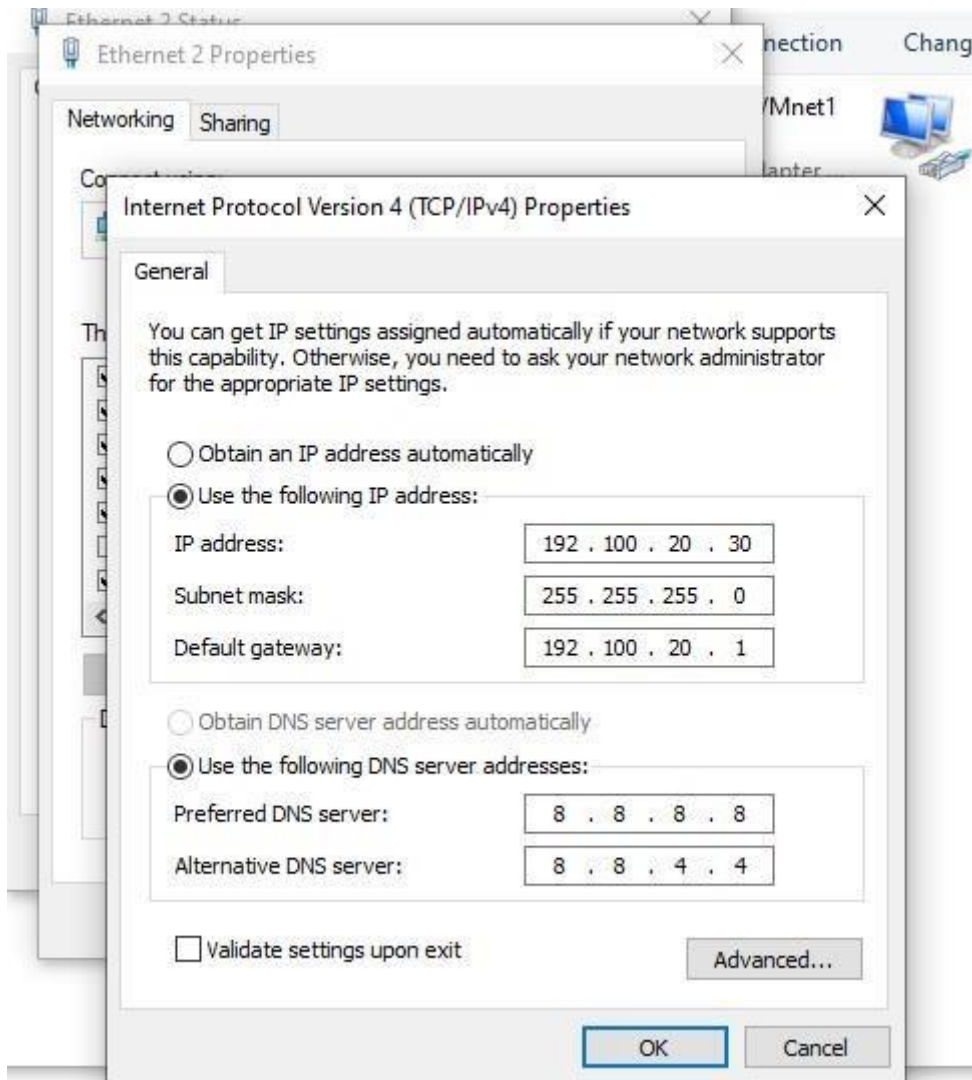 Ethernet 2 Status
Ethernet 2 Properties
nection
Chang
Networking
Sharing
VMnet1
Connect using:
Internet Protocol Version 4 (TCP/IPv4) Properties
General
Th
You can get IP settings assigned automatically if your network supports
this capability. Otherwise, you need to ask your network administrator
for the appropriate IP settings.
Obtain an IP address automatically
Use the following IP address:
IP address: 192 . 100 . 20 . 30
Subnet mask: 255 . 255 . 255 . 0
Default gateway: 192 . 100 . 20 . 1
Obtain DNS server address automatically
Use the following DNS server addresses:
Preferred DNS server: 8 . 8 . 8 . 8
Alternative DNS server: 8 . 8 . 4 . 4
Validate settings upon exit
Advanced...
OK
Cancel